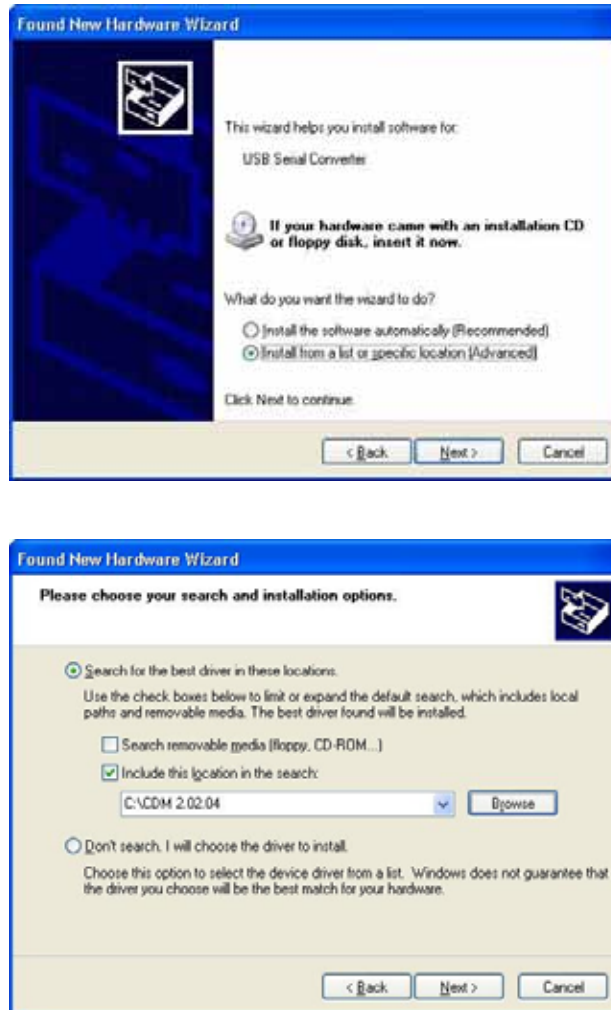 Found New Hardware Wizard
This wizard helps you install software for:
USB Serial Converter
If your hardware came with an installation CD
or floppy disk, insert it now.
What do you want the wizard to do?
Install the software automatically (Recommended)
Install from a list or specific location (Advanced)
Click Next to continue.
< Back Next > Cancel
Found New Hardware Wizard
Please choose your search and installation options.
Search for the best driver in these locations.
Use the check boxes below to limit or expand the default search, which includes local
paths and removable media. The best driver found will be installed.
Search removable media (floppy, CD-ROM...)
Include this location in the search:
C:\CDM 2.02.04 Browse
Don't search. I will choose the driver to install.
Choose this option to select the device driver from a list. Windows does not guarantee that
the driver you choose will be the best match for your hardware.
< Back Next > Cancel